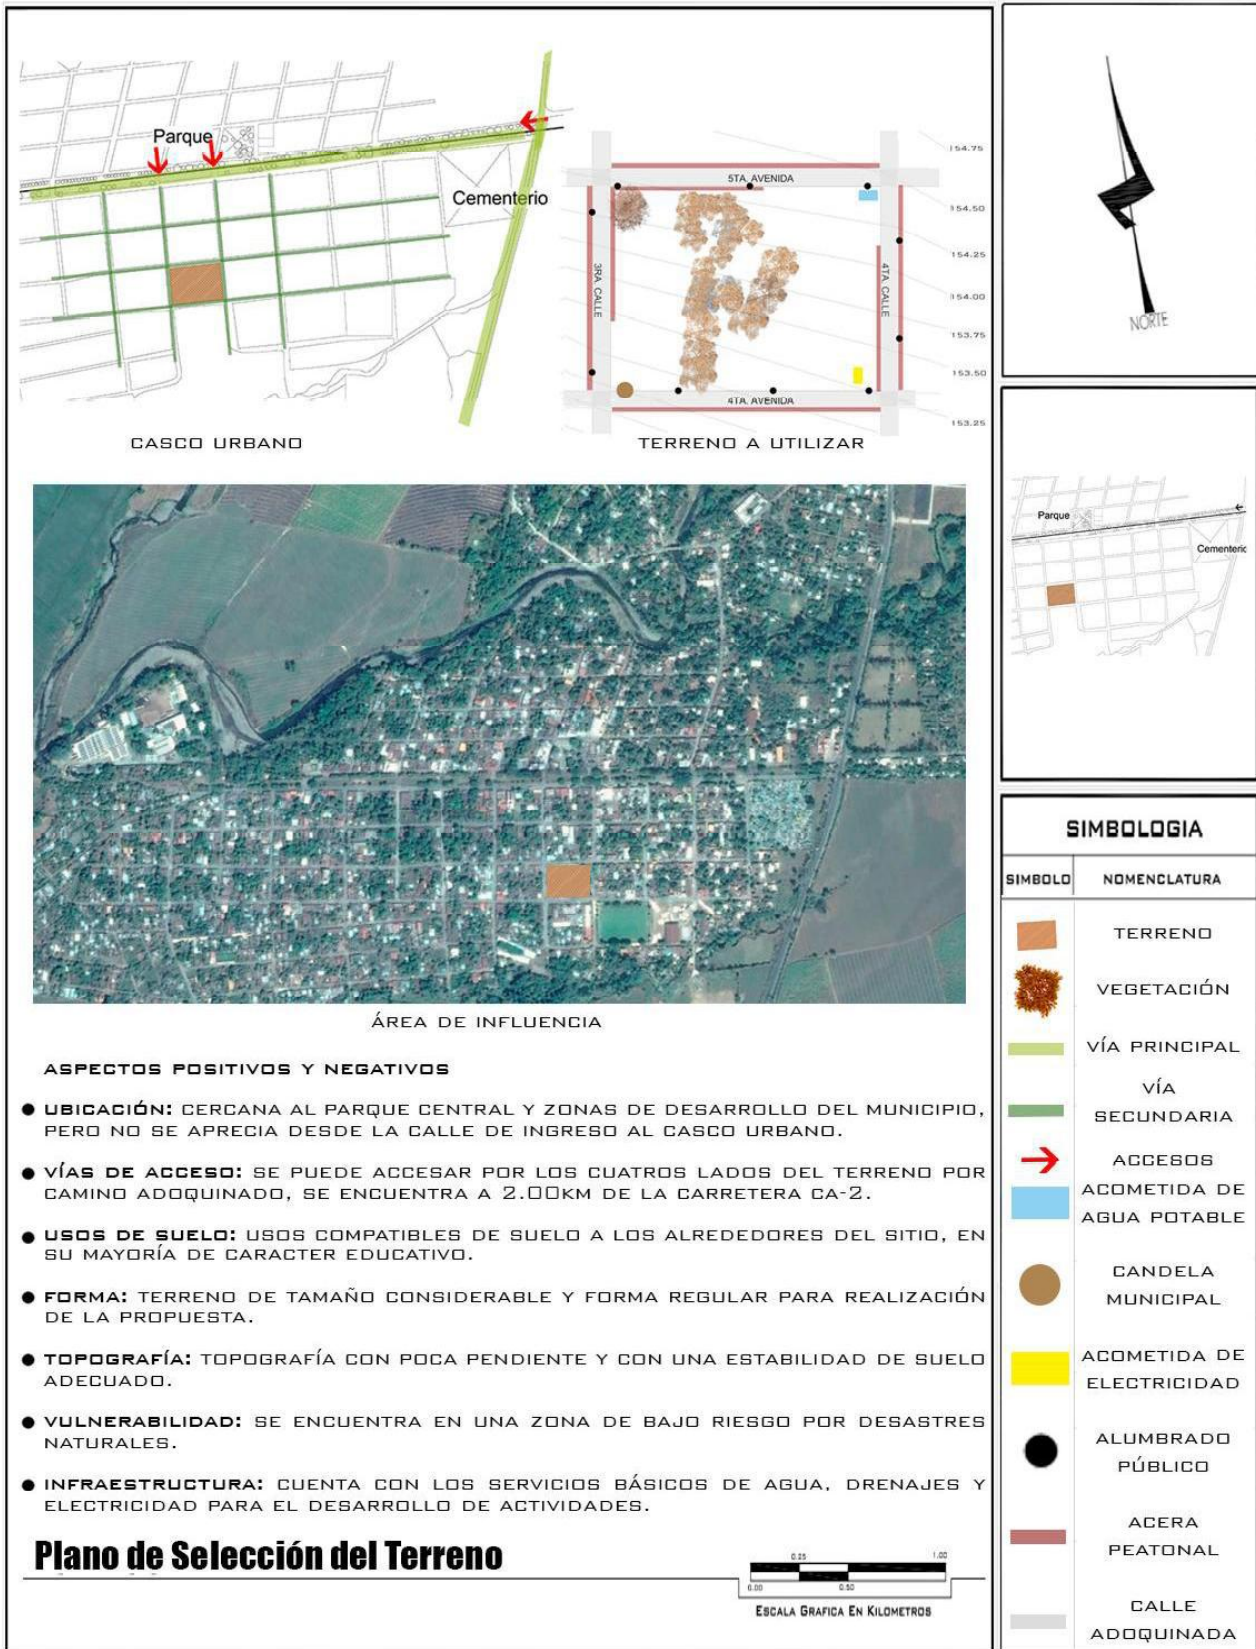 Parque
Cementerio
CASCO URBANO
5TA. AVENIDA
3RA. CALLE
4TA. CALLE
4TA. AVENIDA
154.75
154.50
154.25
154.00
153.75
153.50
153.25
TERRENO A UTILIZAR
NORTE
Parque
Cementerio
ÁREA DE INFLUENCIA
ASPECTOS POSITIVOS Y NEGATIVOS
● UBICACIÓN: CERCANA AL PARQUE CENTRAL Y ZONAS DE DESARROLLO DEL MUNICIPIO,
PERO NO SE APRECIA DESDE LA CALLE DE INGRESO AL CASCO URBANO.
● VÍAS DE ACCESO: SE PUEDE ACCESAR POR LOS CUATROS LADOS DEL TERRENO POR
CAMINO ADOQUINADO, SE ENCUENTRA A 2.00KM DE LA CARRETERA CA-2.
● USOS DE SUELO: USOS COMPATIBLES DE SUELO A LOS ALREDEDORES DEL SITIO, EN
SU MAYORÍA DE CARACTER EDUCATIVO.
● FORMA: TERRENO DE TAMAÑO CONSIDERABLE Y FORMA REGULAR PARA REALIZACIÓN
DE LA PROPUESTA.
● TOPOGRAFÍA: TOPOGRAFÍA CON POCA PENDIENTE Y CON UNA ESTABILIDAD DE SUELO
ADECUADO.
● VULNERABILIDAD: SE ENCUENTRA EN UNA ZONA DE BAJO RIESGO POR DESASTRES
NATURALES.
● INFRAESTRUCTURA: CUENTA CON LOS SERVICIOS BÁSICOS DE AGUA, DRENAJES Y
ELECTRICIDAD PARA EL DESARROLLO DE ACTIVIDADES.
Plano de Selección del Terreno
0.25 1.00
0.00 0.50
ESCALA GRAFICA EN KILOMETROS
SIMBOLOGIA
SIMBOLO NOMENCLATURA
TERRENO
VEGETACIÓN
VÍA PRINCIPAL
VÍA
SECUNDARIA
ACCESOS
ACOMETIDA DE
AGUA POTABLE
CANDELA
MUNICIPAL
ACOMETIDA DE
ELECTRICIDAD
ALUMBRADO
PÚBLICO
ACERA
PEATONAL
CALLE
ADOQUINADA